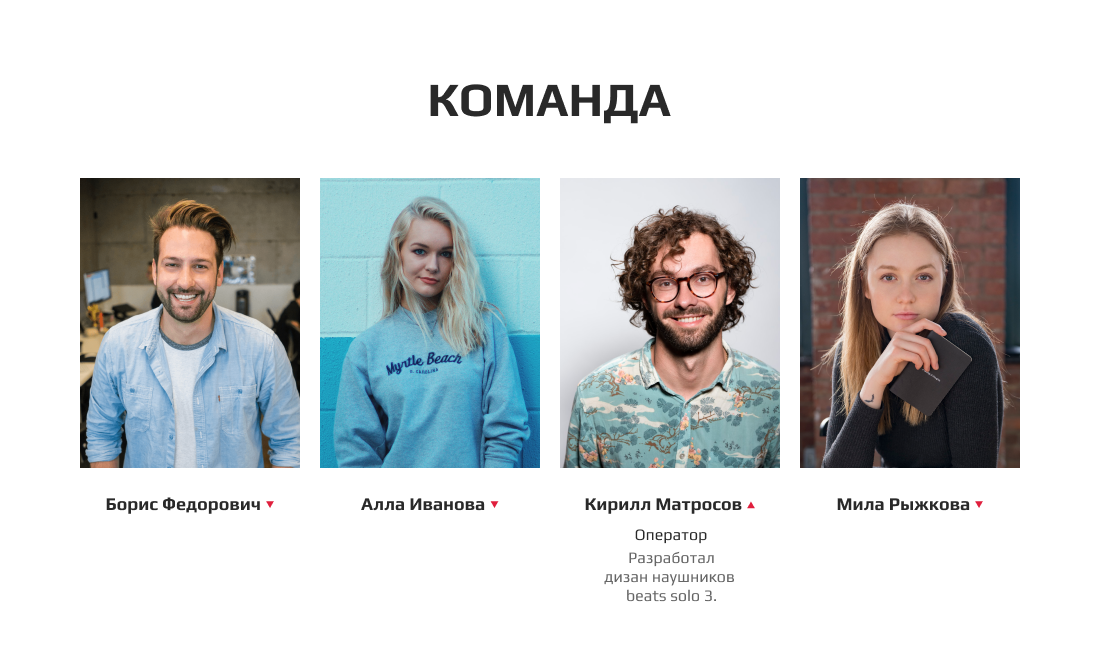 КОМАНДА
Myrtle Beach
S. CAROLINA
Борис Федорович
Алла Иванова
Кирилл Матросов
Мила Рыжкова
Оператор
Разработал
дизан наушников
beats solo 3.